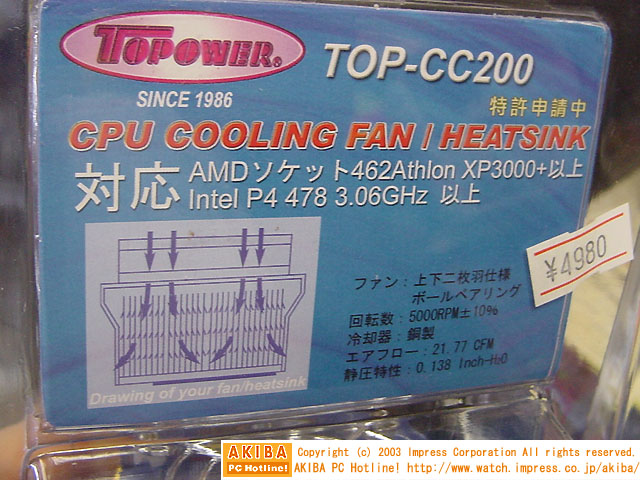 TOPOWER®
TOP-CC200
SINCE 1986
特許申請中
CPU COOLING FAN / HEATSINK
対応
AMDソケット462Athlon XP3000+以上
Intel P4 478 3.06GHz 以上
¥4980
ファン：上下二枚羽仕様
ボールベアリング
回転数：5000RPM±10%
冷却器：銅製
エアフロー：21.77 CFM
静圧特性：0.138 Inch-H2O
Drawing of your fan/heatsink
AKIBA
PC Hotline!
Copyright (c) 2003 Impress Corporation All rights reserved.
AKIBA PC Hotline! http://www.watch.impress.co.jp/akiba/